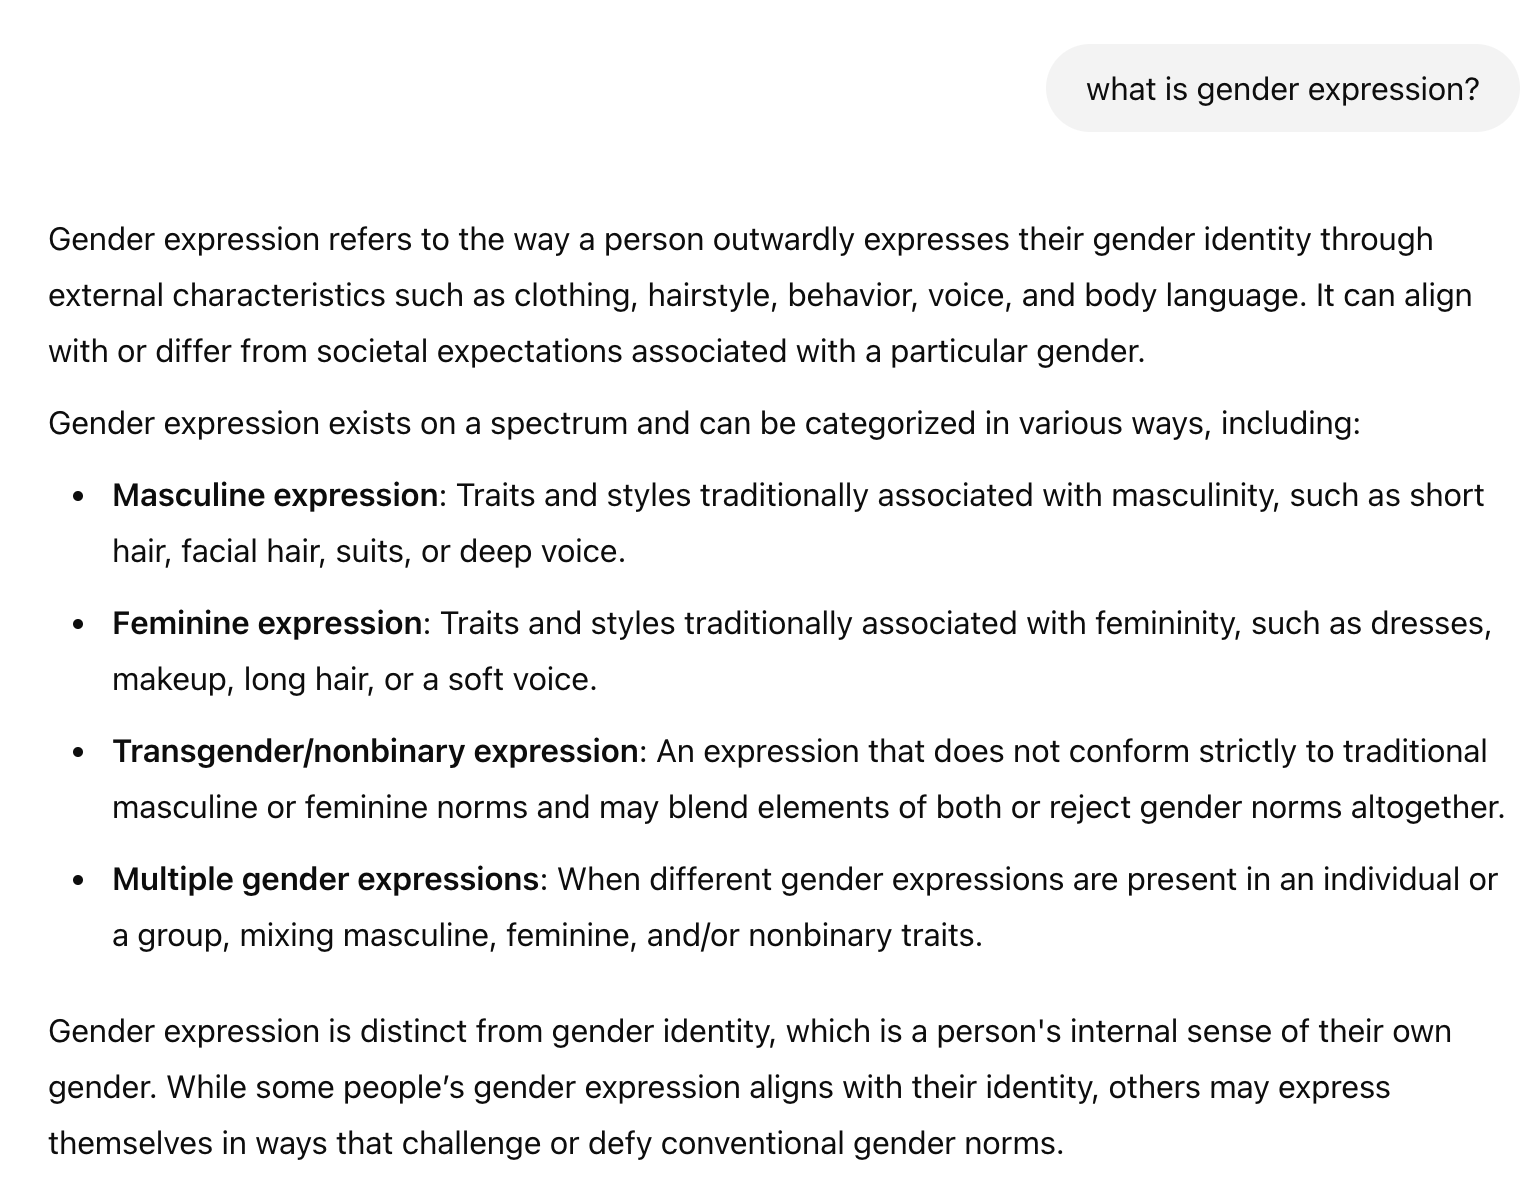 what is gender expression?
Gender expression refers to the way a person outwardly expresses their gender identity through
external characteristics such as clothing, hairstyle, behavior, voice, and body language. It can align
with or differ from societal expectations associated with a particular gender.
Gender expression exists on a spectrum and can be categorized in various ways, including:
• Masculine expression: Traits and styles traditionally associated with masculinity, such as short
hair, facial hair, suits, or deep voice.
• Feminine expression: Traits and styles traditionally associated with femininity, such as dresses,
makeup, long hair, or a soft voice.
• Transgender/nonbinary expression: An expression that does not conform strictly to traditional
masculine or feminine norms and may blend elements of both or reject gender norms altogether.
• Multiple gender expressions: When different gender expressions are present in an individual or
a group, mixing masculine, feminine, and/or nonbinary traits.
Gender expression is distinct from gender identity, which is a person's internal sense of their own
gender. While some people’s gender expression aligns with their identity, others may express
themselves in ways that challenge or defy conventional gender norms.